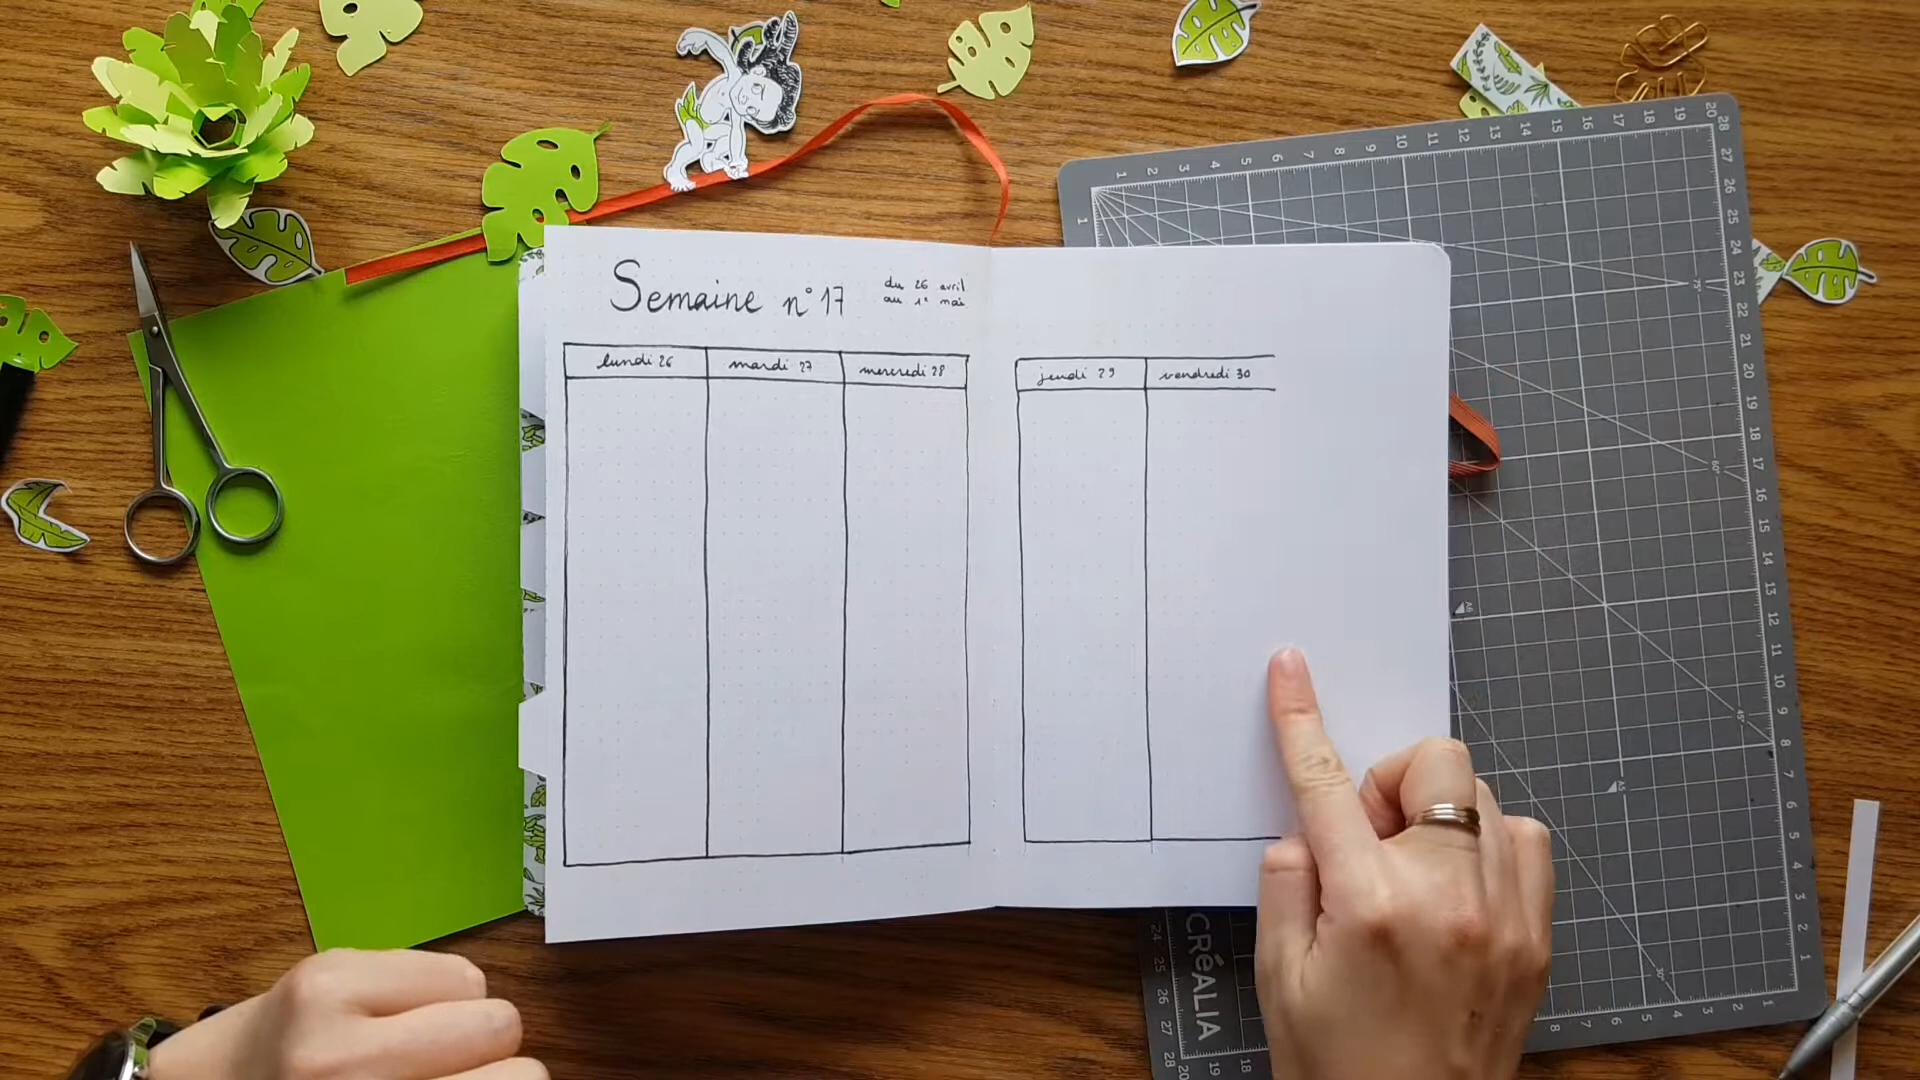 Semaine n°17
du 26 avril
au 1er mai
lundi 26
mardi 27
mercredi 28
jeudi 29
vendredi 30
CRéALIA